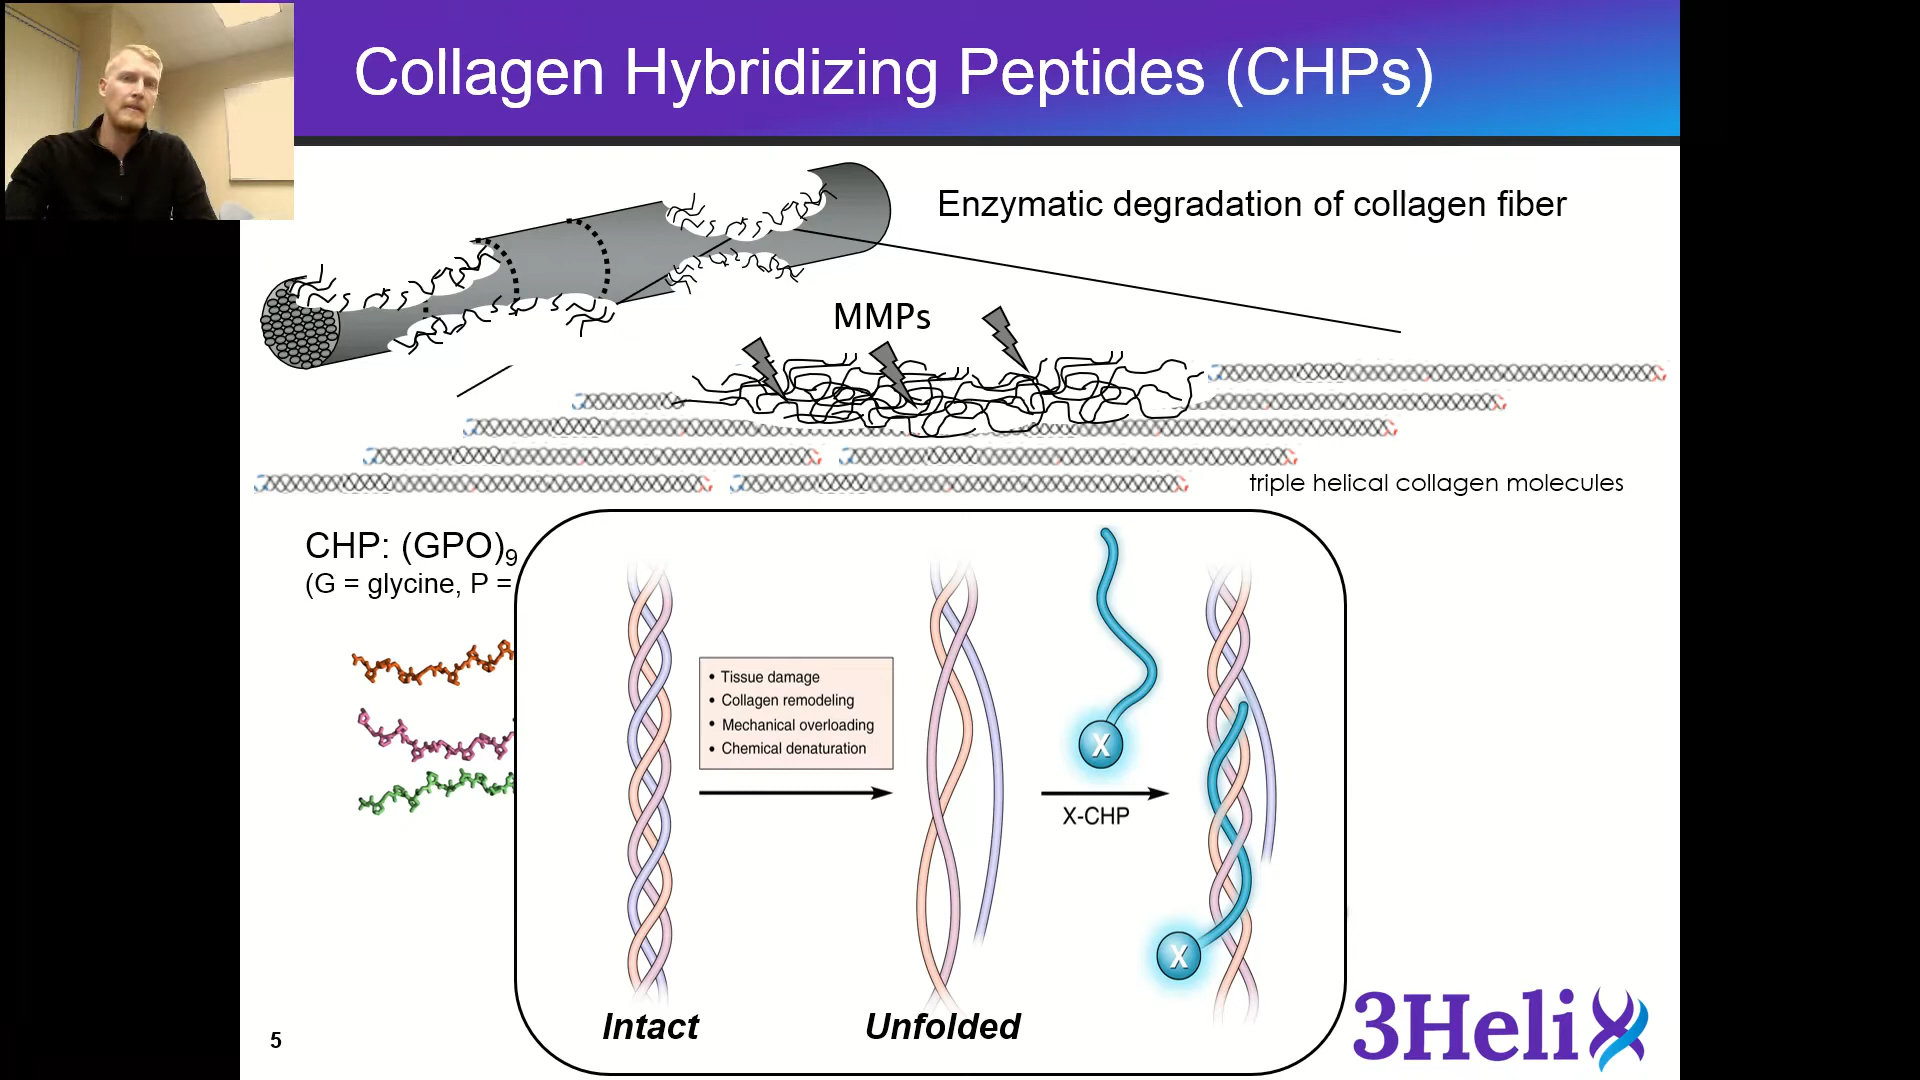 Collagen Hybridizing Peptides (CHPs)
Enzymatic degradation of collagen fiber
MMPs
triple helical collagen molecules
CHP: (GPO)₉
(G = glycine, P =
• Tissue damage
• Collagen remodeling
• Mechanical overloading
• Chemical denaturation
X
X-CHP
X
Intact
Unfolded
3Helix
5